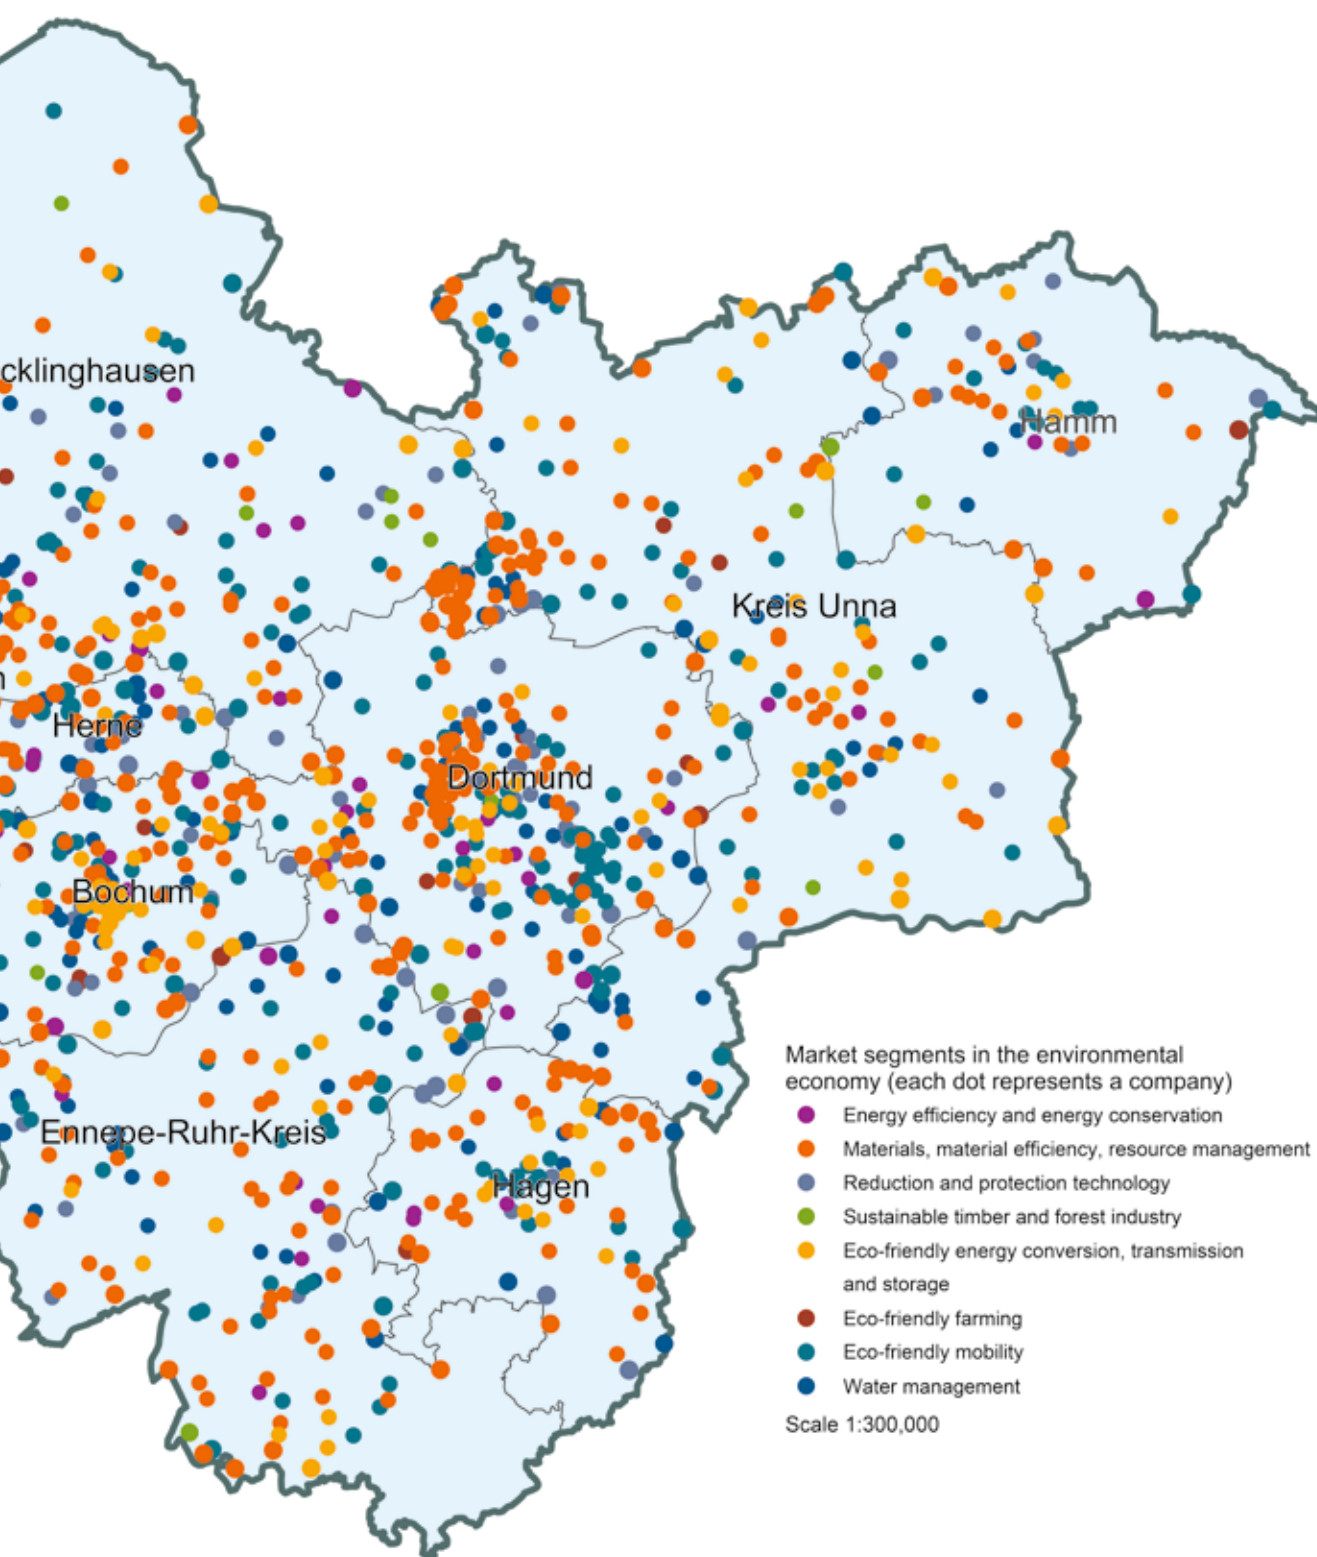 cklinghausen
Hamm
Kreis Unna
n
Herne
Dortmund
Bochum
Ennepe-Ruhr-Kreis
Hagen
Market segments in the environmental
economy (each dot represents a company)
Energy efficiency and energy conservation
Materials, material efficiency, resource management
Reduction and protection technology
Sustainable timber and forest industry
Eco-friendly energy conversion, transmission
and storage
Eco-friendly farming
Eco-friendly mobility
Water management
Scale 1:300,000